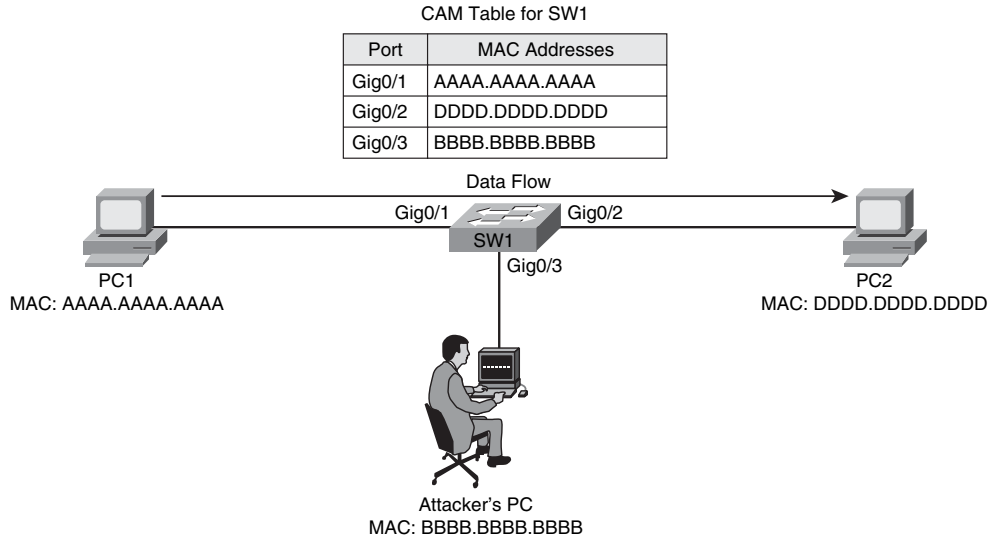 CAM Table for SW1
Port MAC Addresses
Gig0/1 AAAA.AAAA.AAAA
Gig0/2 DDDD.DDDD.DDDD
Gig0/3 BBBB.BBBB.BBBB
Data Flow
Gig0/1 Gig0/2
SW1
Gig0/3
PC1
MAC: AAAA.AAAA.AAAA
PC2
MAC: DDDD.DDDD.DDDD
Attacker's PC
MAC: BBBB.BBBB.BBBB